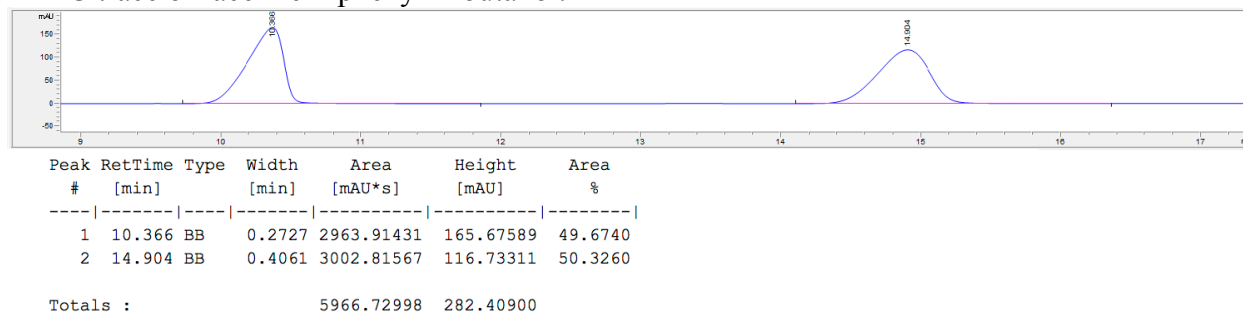 mAU
150
100
50
0
-50
10.366
14.904
9 10 11 12 13 14 15 16 17
Peak RetTime Type Width Area Height Area
# [min] [min] [mAU*s] [mAU] %
----|-------|----|-------|----------|----------|--------|
1 10.366 BB 0.2727 2963.91431 165.67589 49.6740
2 14.904 BB 0.4061 3002.81567 116.73311 50.3260
Totals : 5966.72998 282.40900